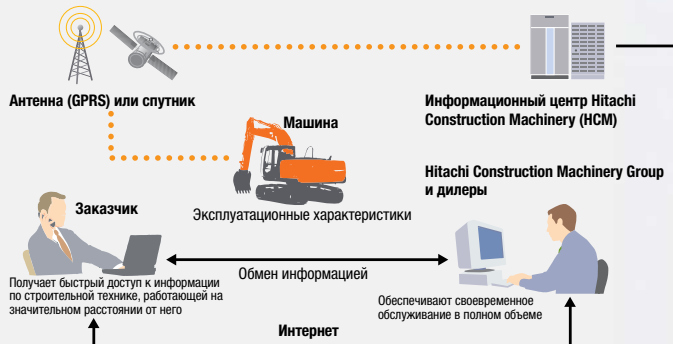 Антенна (GPRS) или спутник
Информационный центр Hitachi
Construction Machinery (HCM)
Машина
Эксплуатационные характеристики
Hitachi Construction Machinery Group
и дилеры
Заказчик
Обмен информацией
Получает быстрый доступ к информации
по строительной технике, работающей на
значительном расстоянии от него
Обеспечивают своевременное
обслуживание в полном объеме
Интернет